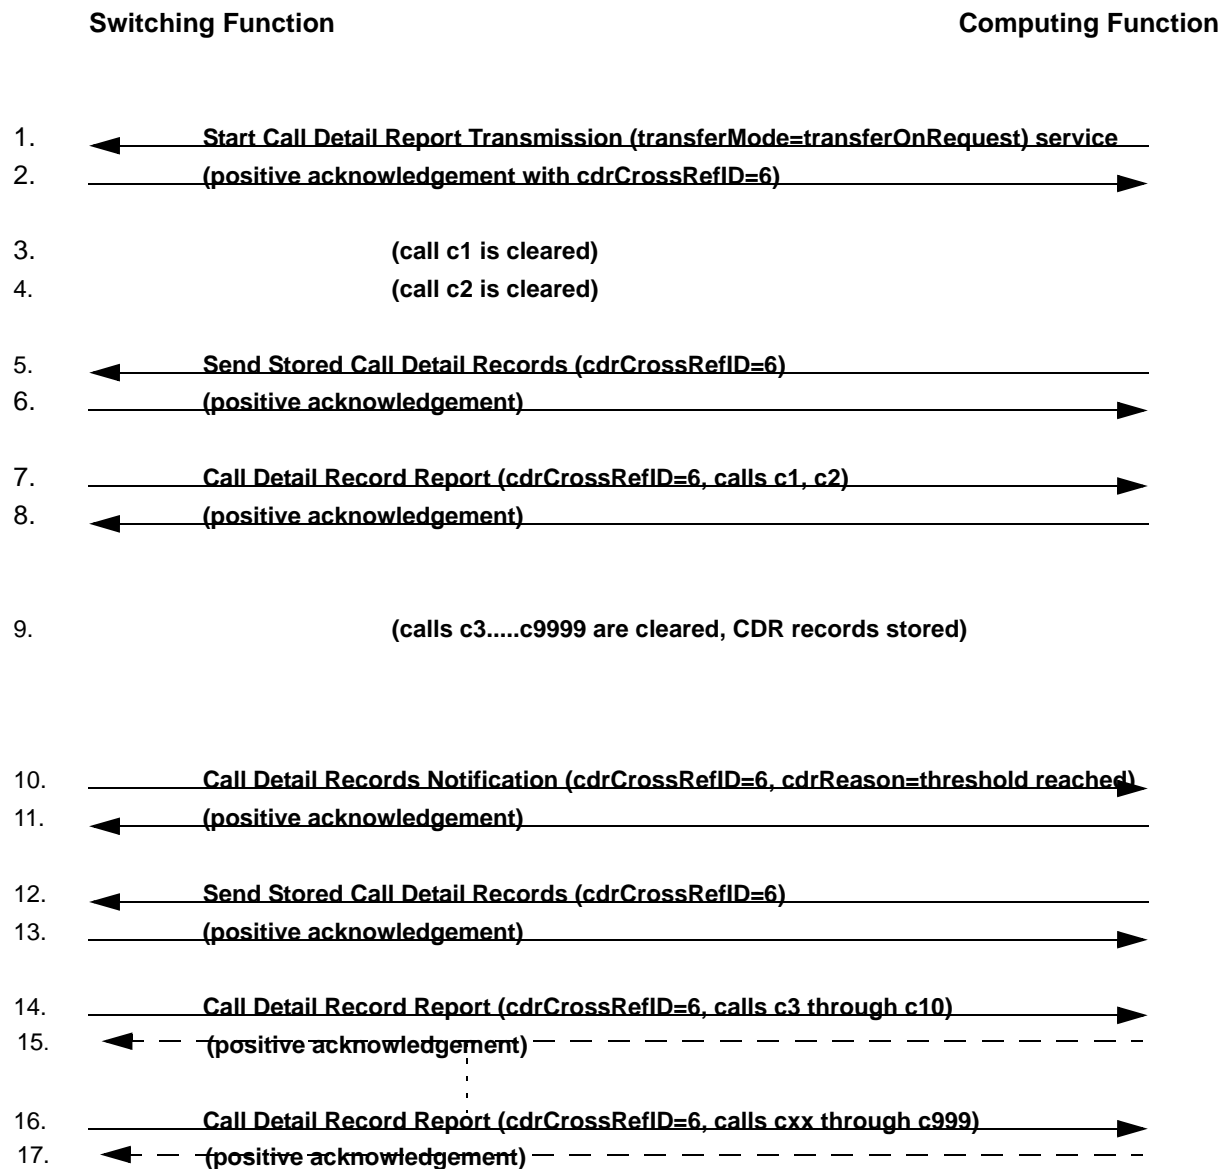 Switching Function Computing Function
1. Start Call Detail Report Transmission (transferMode=transferOnRequest) service
2. (positive acknowledgement with cdrCrossRefID=6)
3. (call c1 is cleared)
4. (call c2 is cleared)
5. Send Stored Call Detail Records (cdrCrossRefID=6)
6. (positive acknowledgement)
7. Call Detail Record Report (cdrCrossRefID=6, calls c1, c2)
8. (positive acknowledgement)
9. (calls c3.....c9999 are cleared, CDR records stored)
10. Call Detail Records Notification (cdrCrossRefID=6, cdrReason=threshold reached)
11. (positive acknowledgement)
12. Send Stored Call Detail Records (cdrCrossRefID=6)
13. (positive acknowledgement)
14. Call Detail Record Report (cdrCrossRefID=6, calls c3 through c10)
15. (positive acknowledgement)
16. Call Detail Record Report (cdrCrossRefID=6, calls cxx through c999)
17. (positive acknowledgement)